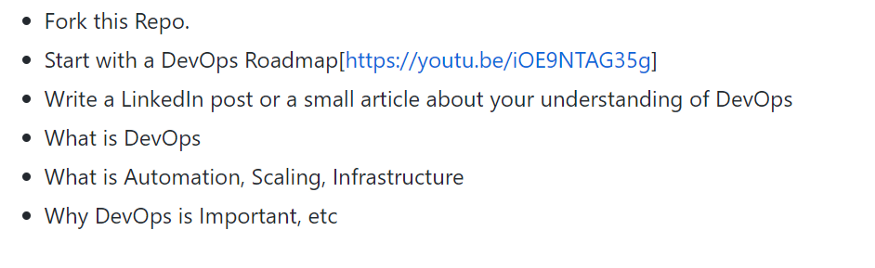 • Fork this Repo.
• Start with a DevOps Roadmap[https://youtu.be/iOE9NTAG35g]
• Write a LinkedIn post or a small article about your understanding of DevOps
• What is DevOps
• What is Automation, Scaling, Infrastructure
• Why DevOps is Important, etc